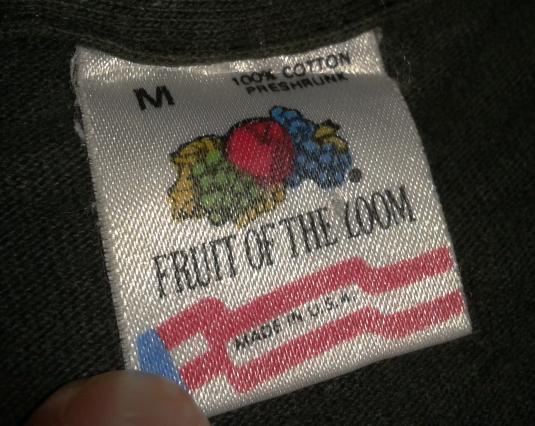 M
100% COTTON
PRESHRUNK
®
FRUIT OF THE LOOM
MADE IN U.S.A.